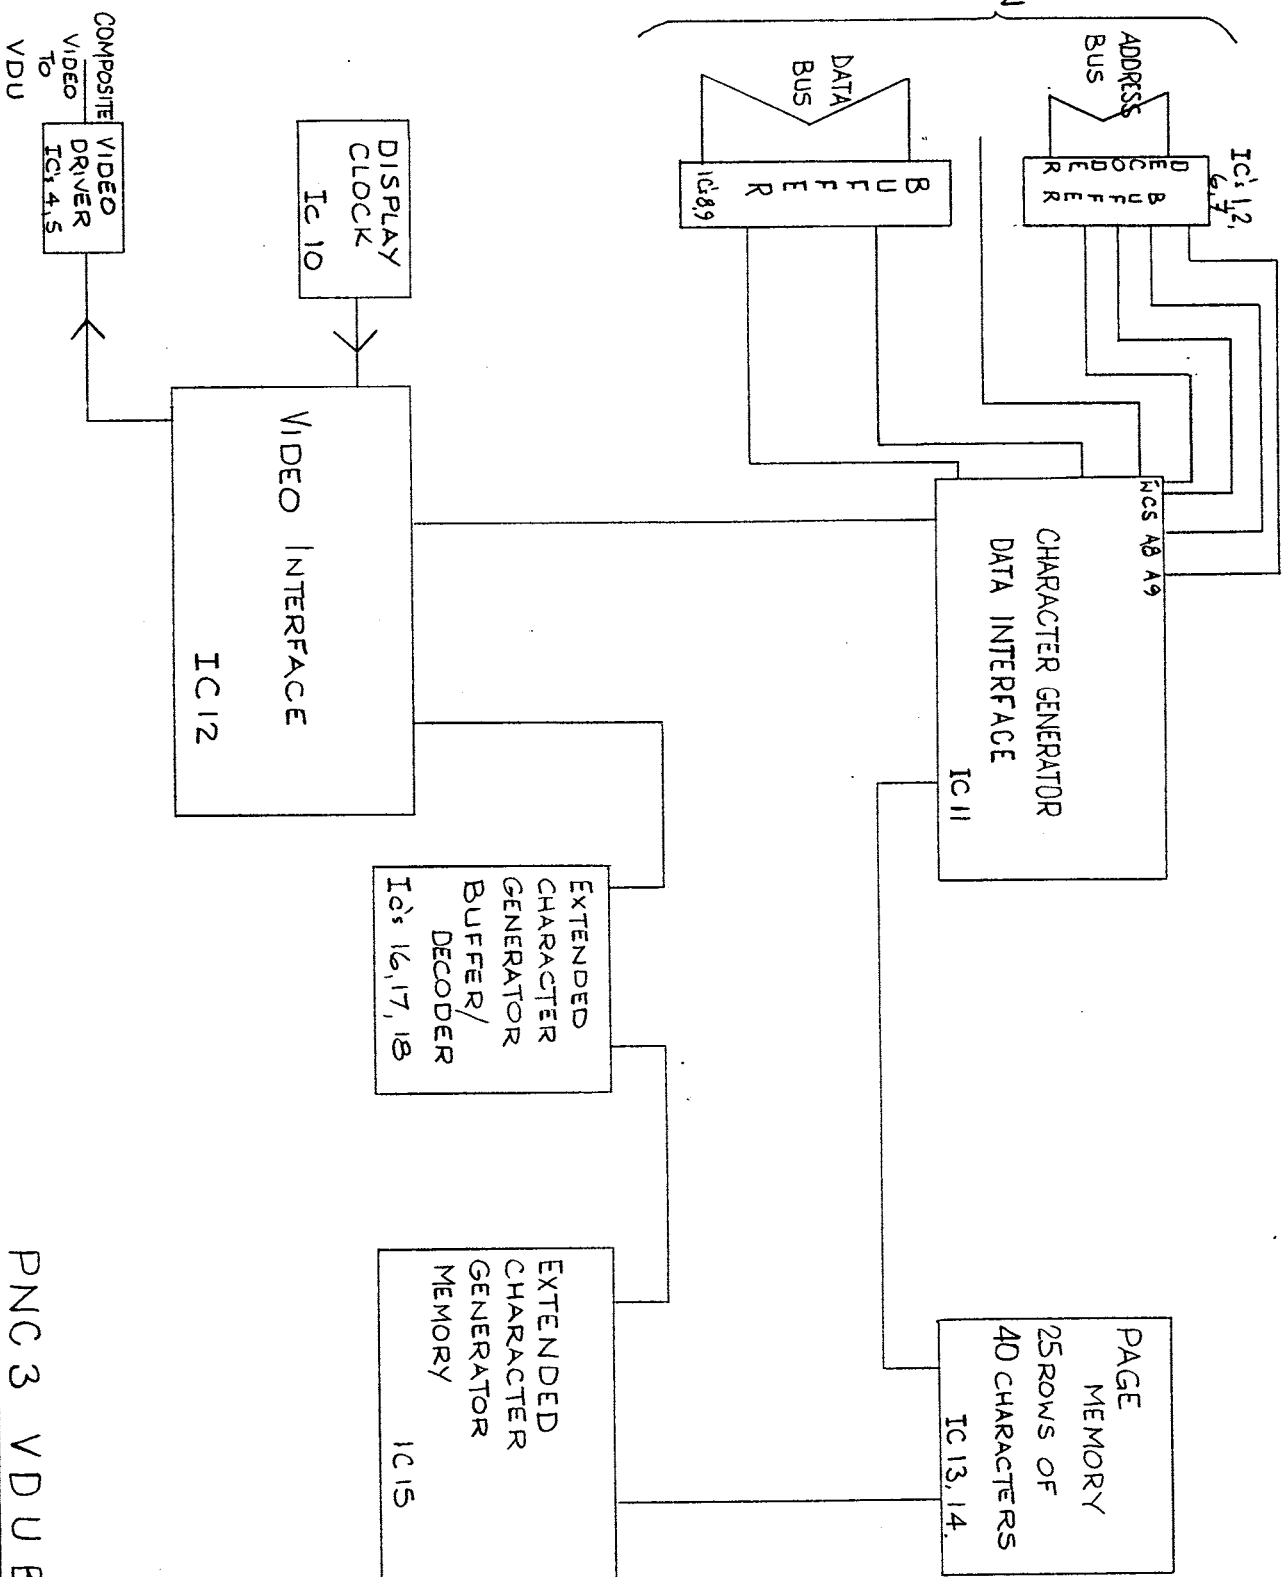 ADDRESS
BUS
IC's 1,2,
6,7
DECODER
BUFFER
DATA
BUS
BUFFER
IC's 8,9
WCS A8 A9
CHARACTER GENERATOR
DATA INTERFACE
IC 11
PAGE
MEMORY
25 ROWS OF
40 CHARACTERS
IC 13, 14.
DISPLAY
CLOCK
Ic 10
COMPOSITE
VIDEO
To
VDU
VIDEO
DRIVER
IC's 4,5
VIDEO INTERFACE
IC 12
EXTENDED
CHARACTER
GENERATOR
BUFFER/
DECODER
Ic's 16, 17, 18
EXTENDED
CHARACTER
GENERATOR
MEMORY
IC 15
PNC 3 VDU